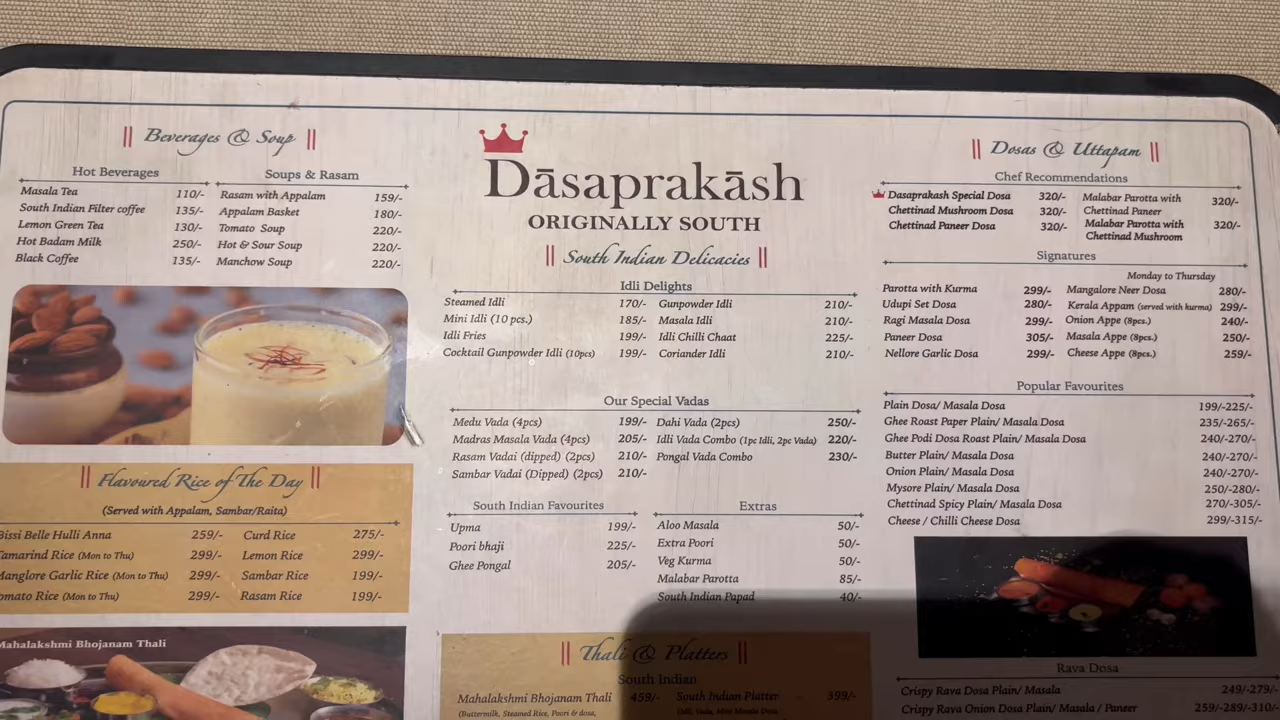 || Beverages & Soup ||
Hot Beverages
Masala Tea 110/-
South Indian Filter coffee 135/-
Lemon Green Tea 130/-
Hot Badam Milk 250/-
Black Coffee 135/-
Soups & Rasam
Rasam with Appalam 159/-
Appalam Basket 180/-
Tomato Soup 220/-
Hot & Sour Soup 220/-
Manchow Soup 220/-
|| Flavoured Rice of The Day ||
(Served with Appalam, Sambar/Raita)
Bissi Belle Hulli Anna 259/-
Tamarind Rice (Mon to Thu) 299/-
Manglore Garlic Rice (Mon to Thu) 299/-
omato Rice (Mon to Thu) 299/-
Curd Rice 275/-
Lemon Rice 299/-
Sambar Rice 199/-
Rasam Rice 199/-
Mahalakshmi Bhojanam Thali
Dāsaprakāsh
ORIGINALLY SOUTH
|| South Indian Delicacies ||
Idli Delights
Steamed Idli 170/-
Mini Idli (10 pcs.) 185/-
Idli Fries 199/-
Cocktail Gunpowder Idli (10pcs) 199/-
Gunpowder Idli 210/-
Masala Idli 210/-
Idli Chilli Chaat 225/-
Coriander Idli 210/-
Our Special Vadas
Medu Vada (4pcs) 199/-
Madras Masala Vada (4pcs) 205/-
Rasam Vadai (dipped) (2pcs) 210/-
Sambar Vadai (Dipped) (2pcs) 210/-
Dahi Vada (2pcs) 250/-
Idli Vada Combo (1pc Idli, 2pc Vada) 220/-
Pongal Vada Combo 230/-
South Indian Favourites
Upma 199/-
Poori bhaji 225/-
Ghee Pongal 205/-
Extras
Aloo Masala 50/-
Extra Poori 50/-
Veg Kurma 50/-
Malabar Parotta 85/-
South Indian Papad 40/-
|| Thali & Platters ||
South Indian
Mahalakshmi Bhojanam Thali 459/-
(Buttermilk, Steamed Rice, Poori & dosa,
South Indian Platter 399/-
(Idli, Vada, Mini Masala Dosa
|| Dosas & Uttapam ||
Chef Recommendations
Dasaprakash Special Dosa 320/-
Chettinad Mushroom Dosa 320/-
Chettinad Paneer Dosa 320/-
Malabar Parotta with
Chettinad Paneer 320/-
Malabar Parotta with
Chettinad Mushroom 320/-
Signatures
Parotta with Kurma 299/-
Udupi Set Dosa 280/-
Ragi Masala Dosa 299/-
Paneer Dosa 305/-
Nellore Garlic Dosa 299/-
Monday to Thursday
Mangalore Neer Dosa 280/-
Kerala Appam (served with kurma) 299/-
Onion Appe (8pcs.) 240/-
Masala Appe (8pcs.) 250/-
Cheese Appe (8pcs.) 259/-
Popular Favourites
Plain Dosa/ Masala Dosa 199/-225/-
Ghee Roast Paper Plain/ Masala Dosa 235/-265/-
Ghee Podi Dosa Roast Plain/ Masala Dosa 240/-270/-
Butter Plain/ Masala Dosa 240/-270/-
Onion Plain/ Masala Dosa 240/-270/-
Mysore Plain/ Masala Dosa 250/-280/-
Chettinad Spicy Plain/ Masala Dosa 270/-305/-
Cheese / Chilli Cheese Dosa 299/-315/-
Rava Dosa
Crispy Rava Dosa Plain/ Masala 249/-279/-
Crispy Rava Onion Dosa Plain/ Masala / Paneer 259/-289/-310/-